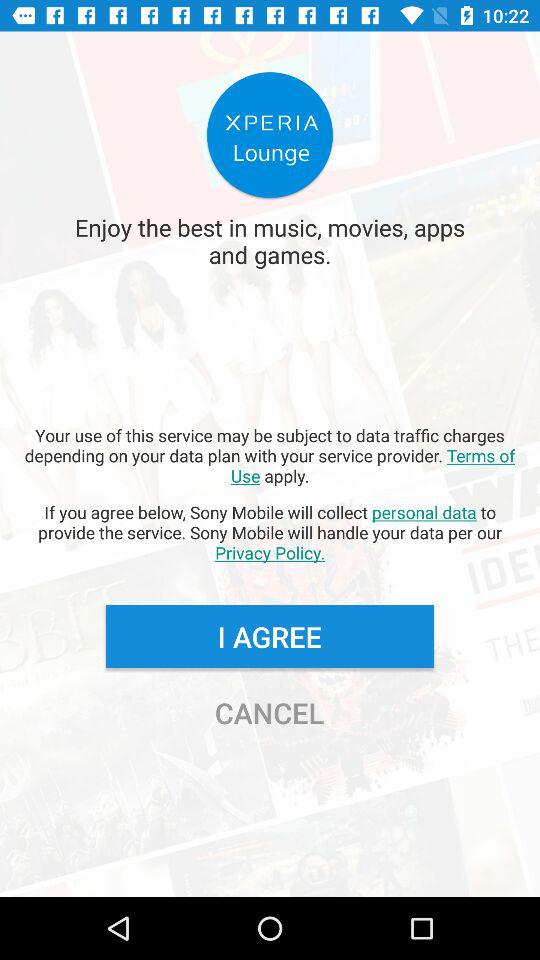 10:22
XPERIA
Lounge
Enjoy the best in music, movies, apps
and games.
Your use of this service may be subject to data traffic charges
depending on your data plan with your service provider. Terms of
Use apply.
If you agree below, Sony Mobile will collect personal data to
provide the service. Sony Mobile will handle your data per our
Privacy Policy.
IDE
THE
I AGREE
CANCEL